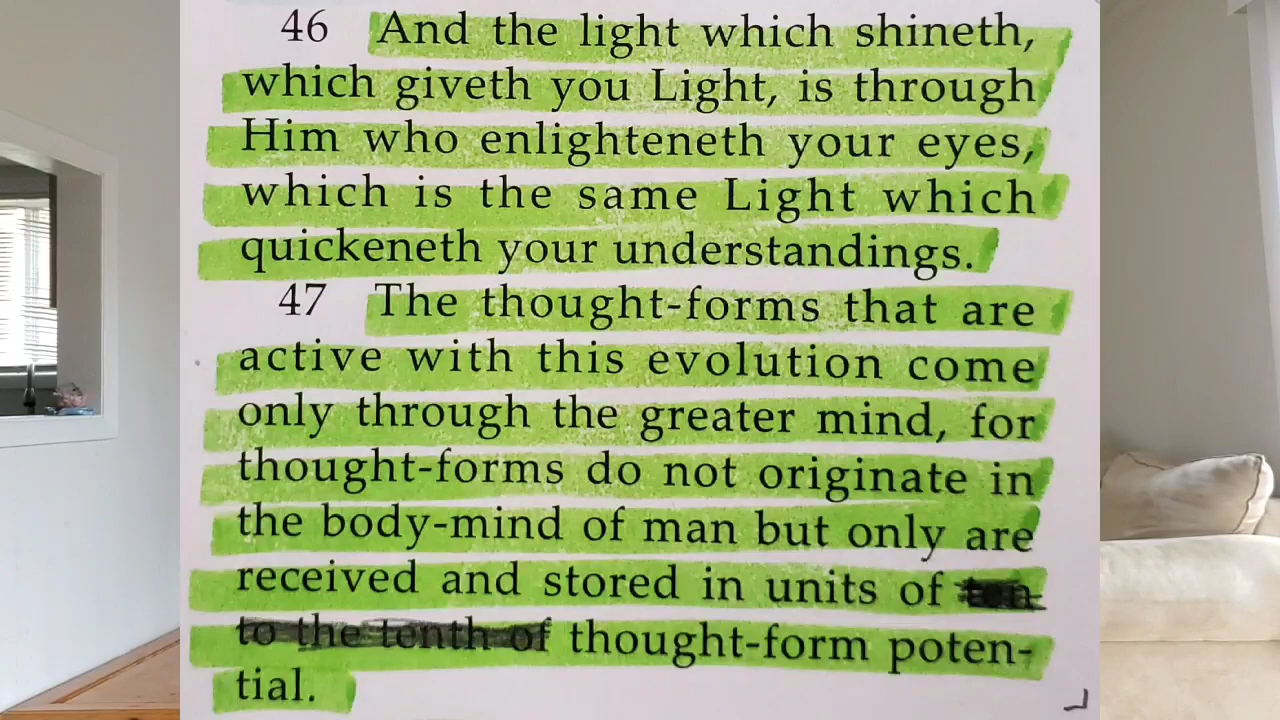 46 And the light which shineth,
which giveth you Light, is through
Him who enlighteneth your eyes,
which is the same Light which
quickeneth your understandings.
47 The thought-forms that are
active with this evolution come
only through the greater mind, for
thought-forms do not originate in
the body-mind of man but only are
received and stored in units of ten
to the tenth of thought-form poten-
tial.